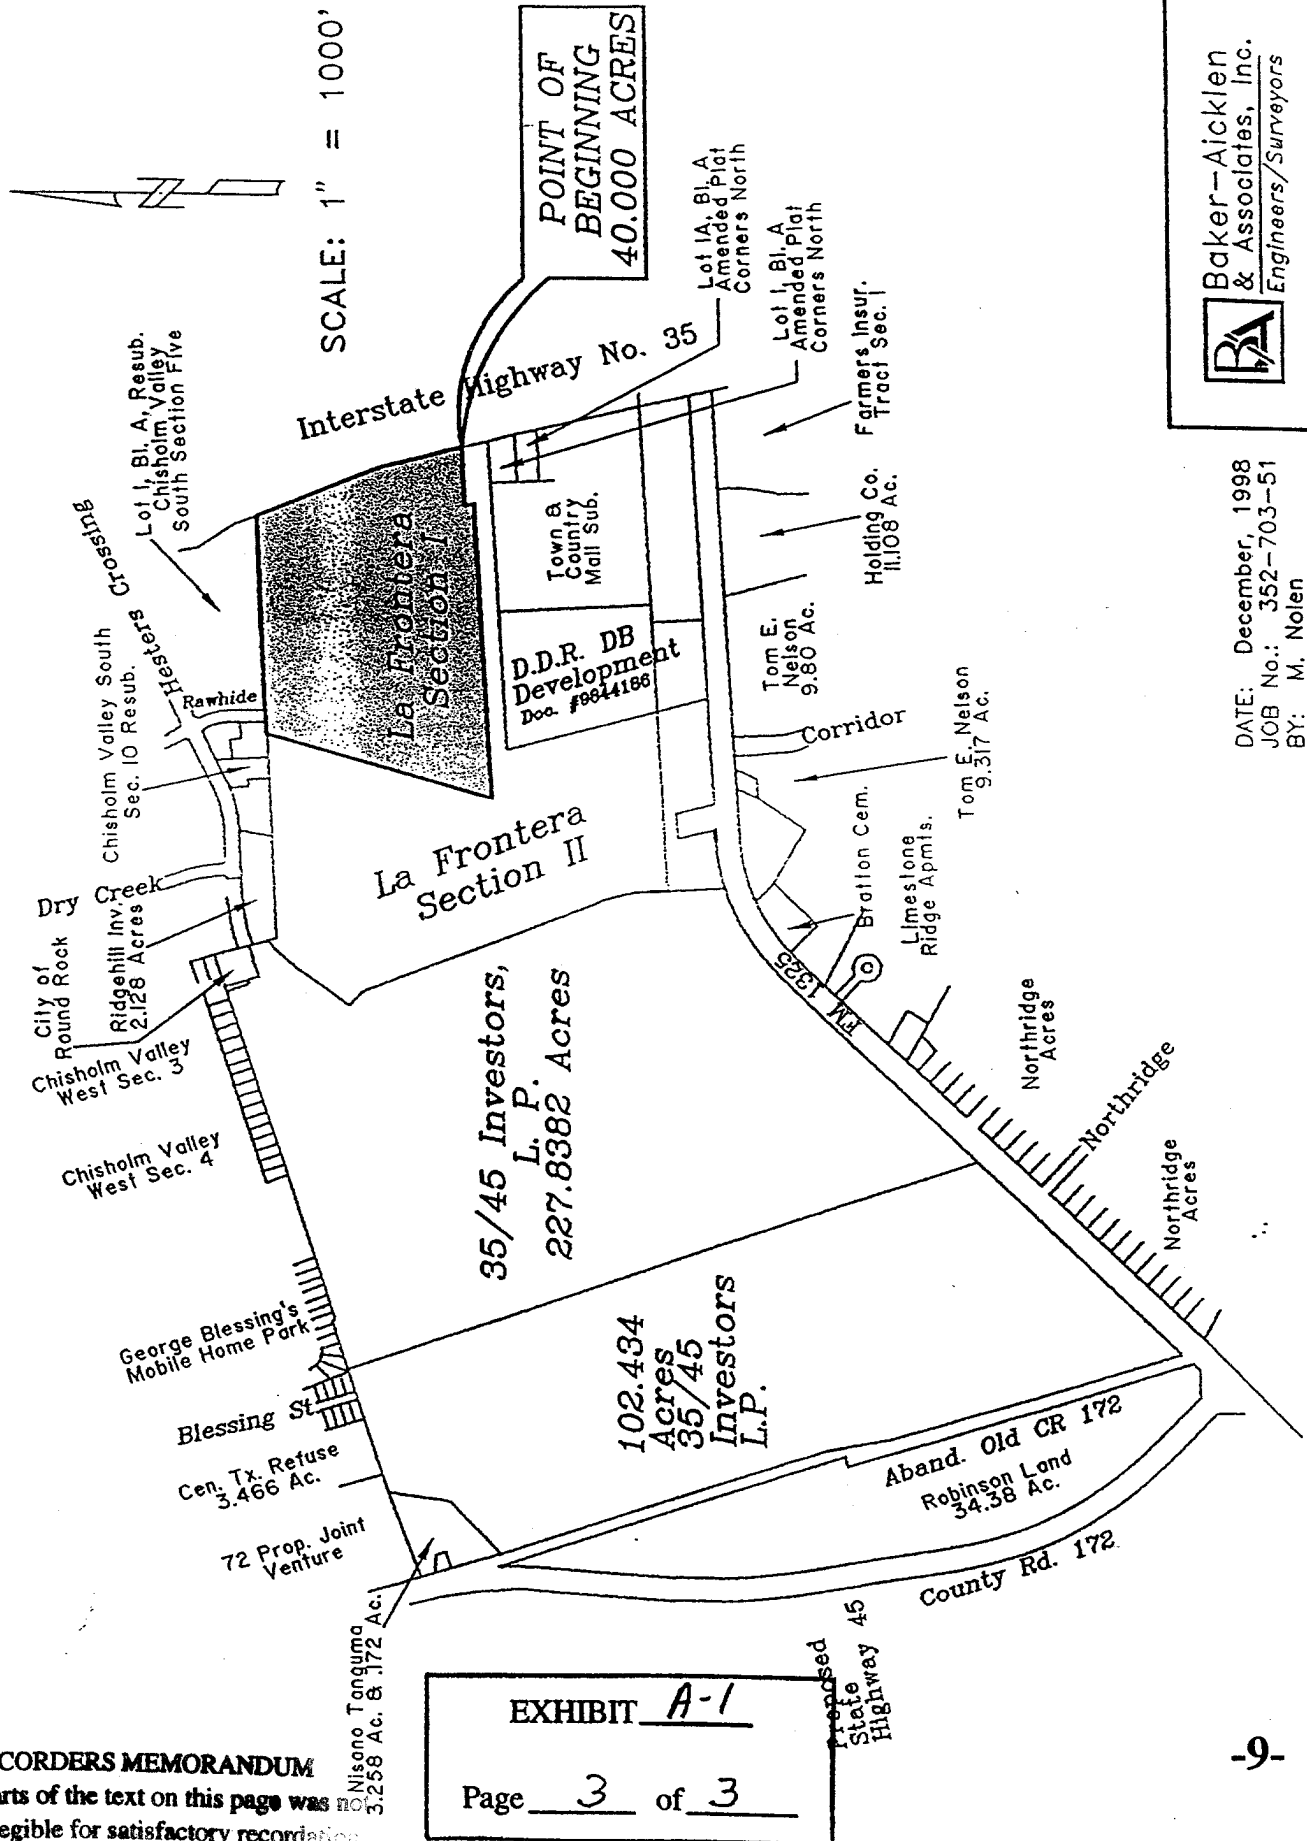 SCALE: 1" = 1000'
POINT OF
BEGINNING
40.000 ACRES
Lot 1, Bl. A, Resub.
Chisholm Valley
South Section Five
Interstate Highway No. 35
Lot 1A, Bl. A
Amended Plat
Corners North
Lot 1, Bl. A
Amended Plat
Corners North
Farmers Insur.
Tract Sec. 1
Holding Co.
11.108 Ac.
Hesters Crossing
Rawhide
Chisholm Valley South
Sec. 10 Resub.
La Frontera
Section I
Town &
Country
Mall Sub.
D.D.R. DB
Development
Doc. #9844186
Tom E.
Nelson
9.80 Ac.
Corridor
Tom E. Nelson
9.317 Ac.
Dry Creek
La Frontera
Section II
Bratton Cem.
Limestone
Ridge Apmts.
FM 1325
City of
Round Rock
Ridgehill Inv.
2.128 Acres
Chisholm Valley
West Sec. 3
Chisholm Valley
West Sec. 4
35/45 Investors,
L. P.
227.8382 Acres
Northridge
Acres
Northridge
Northridge
Acres
George Blessing's
Mobile Home Park
Blessing St.
Cen. Tx. Refuse
3.466 Ac.
72 Prop. Joint
Venture
102.434
Acres
35/45
Investors
L.P.
Aband. Old CR 172
Robinson Land
34.38 Ac.
County Rd. 172
Nisano Tanguma
3.258 Ac. & .172 Ac.
Proposed
State
Highway 45
Baker-Aicklen
& Associates, Inc.
Engineers/Surveyors
DATE: December, 1998
JOB No.: 352-703-51
BY: M. Nolen
EXHIBIT A-1
Page 3 of 3
CORDERS MEMORANDUM
arts of the text on this page was not
egible for satisfactory recordation
-9-